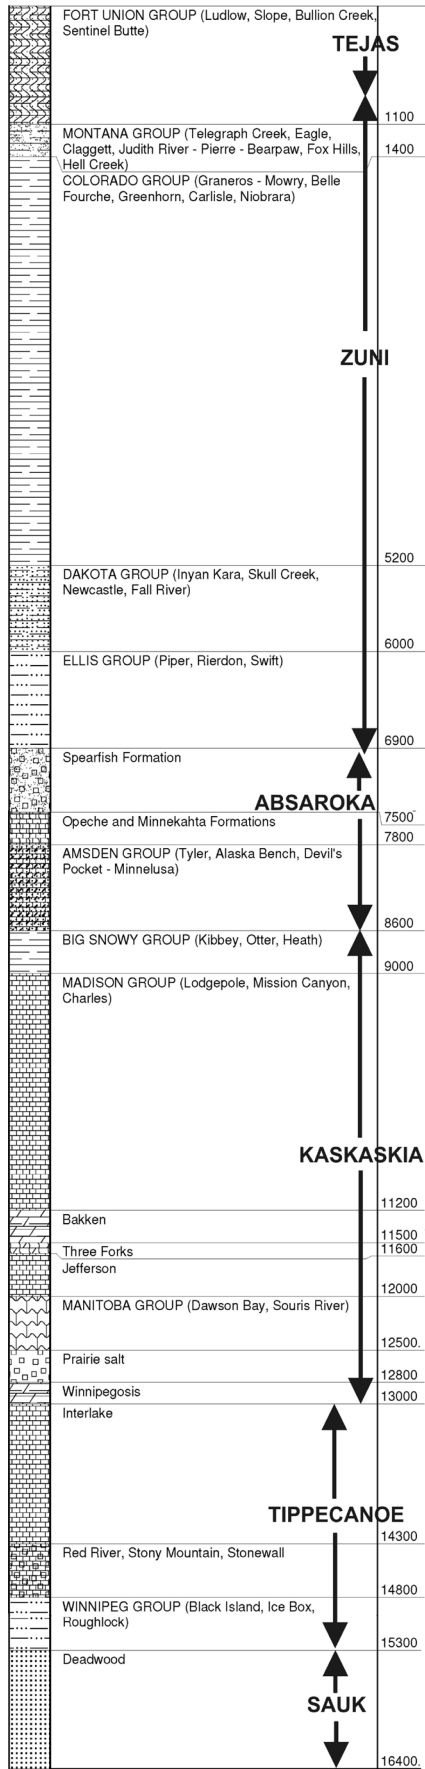 FORT UNION GROUP (Ludlow, Slope, Bullion Creek,
Sentinel Butte)
TEJAS
1100
MONTANA GROUP (Telegraph Creek, Eagle,
Claggett, Judith River - Pierre - Bearpaw, Fox Hills,
Hell Creek)
1400
COLORADO GROUP (Graneros - Mowry, Belle
Fourche, Greenhorn, Carlisle, Niobrara)
ZUNI
5200
DAKOTA GROUP (Inyan Kara, Skull Creek,
Newcastle, Fall River)
6000
ELLIS GROUP (Piper, Rierdon, Swift)
6900
Spearfish Formation
ABSAROKA
7500
Opeche and Minnekahta Formations
7800
AMSDEN GROUP (Tyler, Alaska Bench, Devil's
Pocket - Minnelusa)
8600
BIG SNOWY GROUP (Kibbey, Otter, Heath)
9000
MADISON GROUP (Lodgepole, Mission Canyon,
Charles)
KASKASKIA
11200
Bakken
11500
Three Forks
11600
Jefferson
12000
MANITOBA GROUP (Dawson Bay, Souris River)
12500.
Prairie salt
12800
Winnipegosis
13000
Interlake
TIPPECANOE
14300
Red River, Stony Mountain, Stonewall
14800
WINNIPEG GROUP (Black Island, Ice Box,
Roughlock)
15300
Deadwood
SAUK
16400.